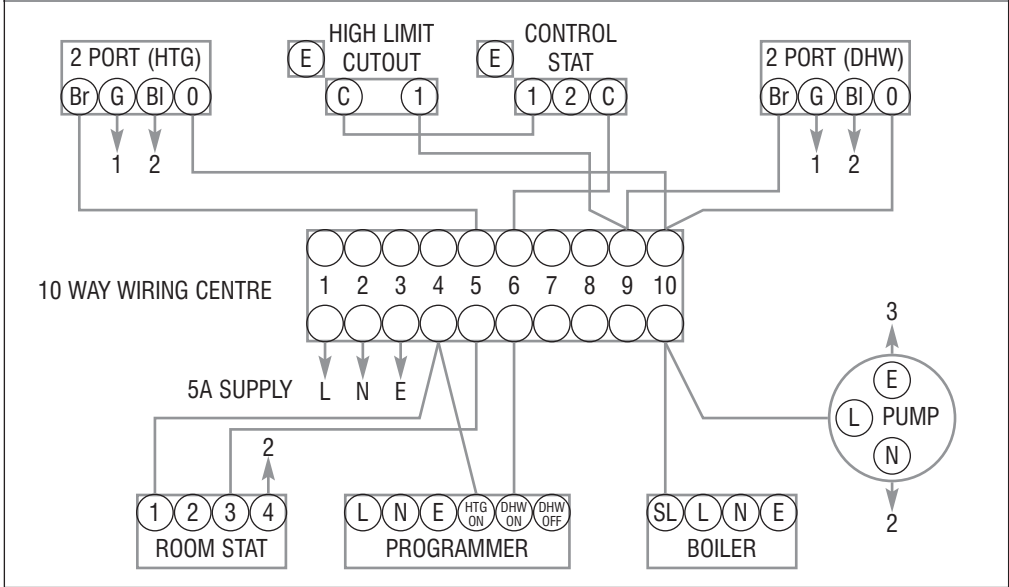 HIGH LIMIT
CUTOUT
CONTROL
STAT
2 PORT (HTG)
E
E
2 PORT (DHW)
Br G Bl 0
C 1
1 2 C
Br G Bl 0
1 2
1 2
10 WAY WIRING CENTRE
1 2 3 4 5 6 7 8 9 10
5A SUPPLY L N E
3
E
L PUMP
N
2
2
1 2 3 4
ROOM STAT
L N E HTG ON DHW ON DHW OFF
PROGRAMMER
SL L N E
BOILER